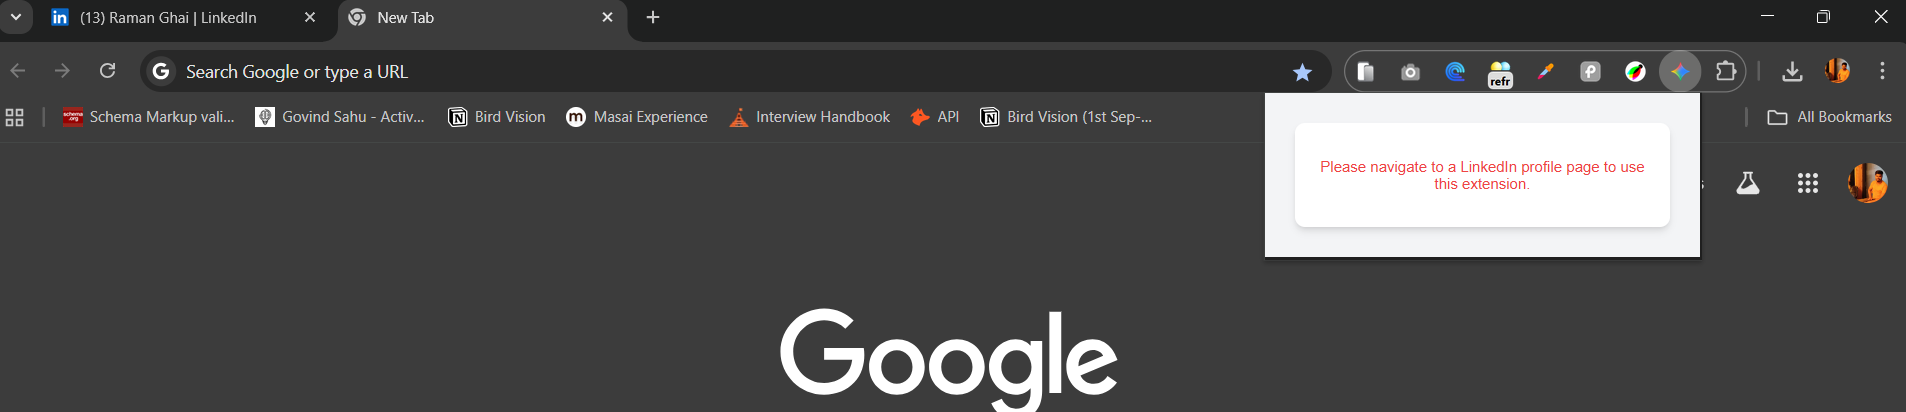 (13) Raman Ghai | LinkedIn
New Tab
Search Google or type a URL
refr
Schema Markup vali...
Govind Sahu - Activ...
Bird Vision
Masai Experience
Interview Handbook
API
Bird Vision (1st Sep-...
All Bookmarks
Please navigate to a LinkedIn profile page to use
this extension.
Google